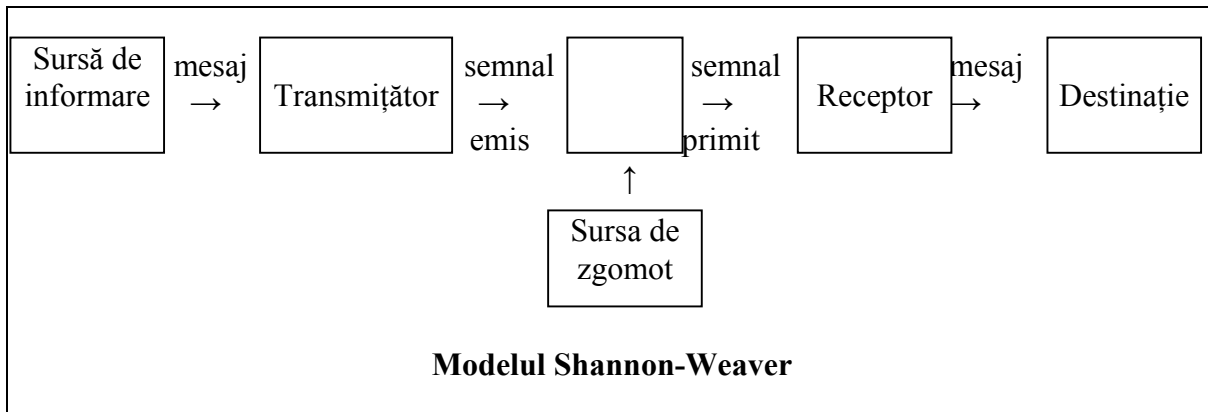 Sursă de
informare
mesaj
→
Transmițător
semnal
→
emis
semnal
→
primit
Receptor
mesaj
→
Destinație
↑
Sursa de
zgomot
Modelul Shannon-Weaver